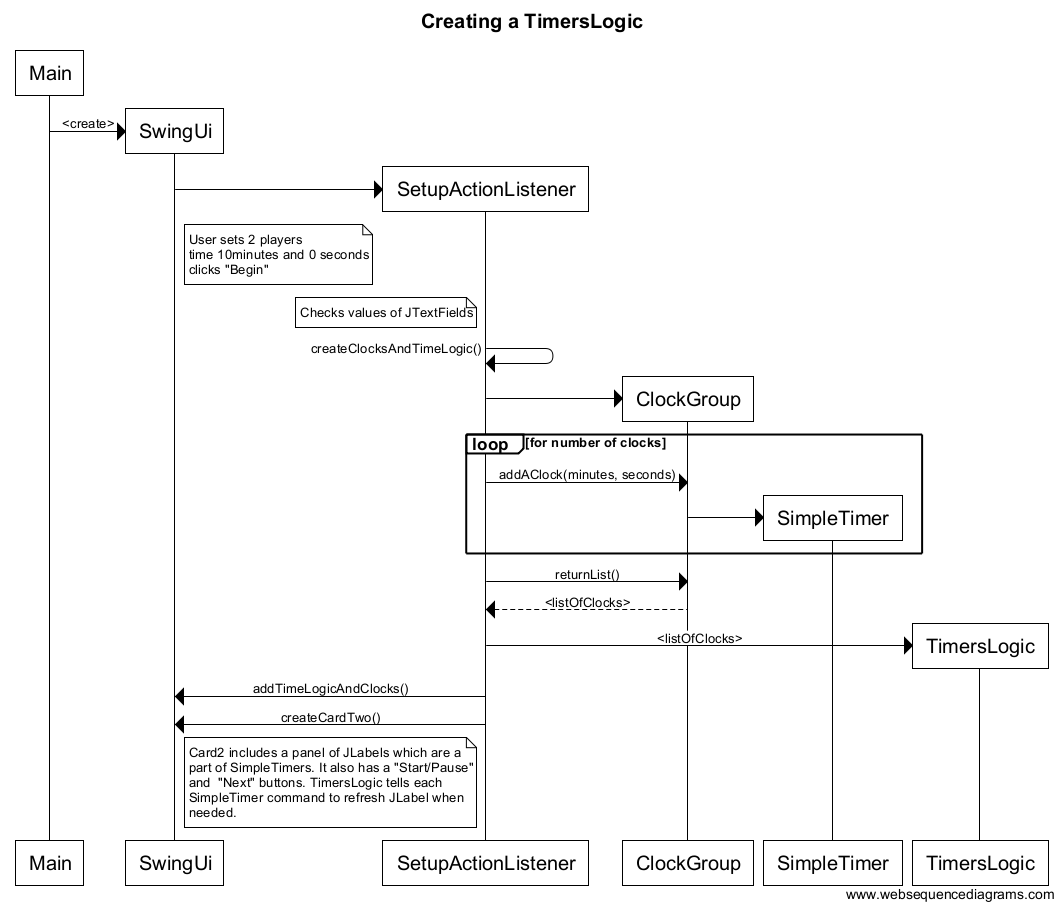 Creating a TimersLogic
Main
<create>
SwingUi
SetupActionListener
User sets 2 players
time 10minutes and 0 seconds
clicks "Begin"
Checks values of JTextFields
createClocksAndTimeLogic()
ClockGroup
loop [for number of clocks]
addAClock(minutes, seconds)
SimpleTimer
returnList()
<listOfClocks>
<listOfClocks>
TimersLogic
addTimeLogicAndClocks()
createCardTwo()
Card2 includes a panel of JLabels which are a
part of SimpleTimers. It also has a "Start/Pause"
and  "Next" buttons. TimersLogic tells each
SimpleTimer command to refresh JLabel when
needed.
Main SwingUi SetupActionListener ClockGroup SimpleTimer TimersLogic
www.websequencediagrams.com